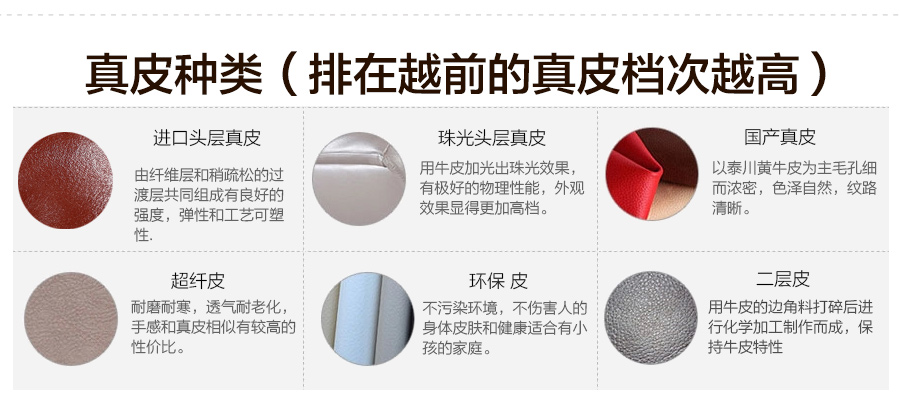 真皮种类（排在越前的真皮档次越高）
进口头层真皮
由纤维层和稍疏松的过
渡层共同组成有良好的
强度，弹性和工艺可塑
性.
珠光头层真皮
用牛皮加光出珠光效果，
有极好的物理性能，外观
效果显得更加高档。
国产真皮
以泰川黄牛皮为主毛孔细
而浓密，色泽自然，纹路
清晰。
超纤皮
耐磨耐寒，透气耐老化，
手感和真皮相似有较高的
性价比。
环保 皮
不污染环境，不伤害人的
身体皮肤和健康适合有小
孩的家庭。
二层皮
用牛皮的边角料打碎后进
行化学加工制作而成，保
持牛皮特性